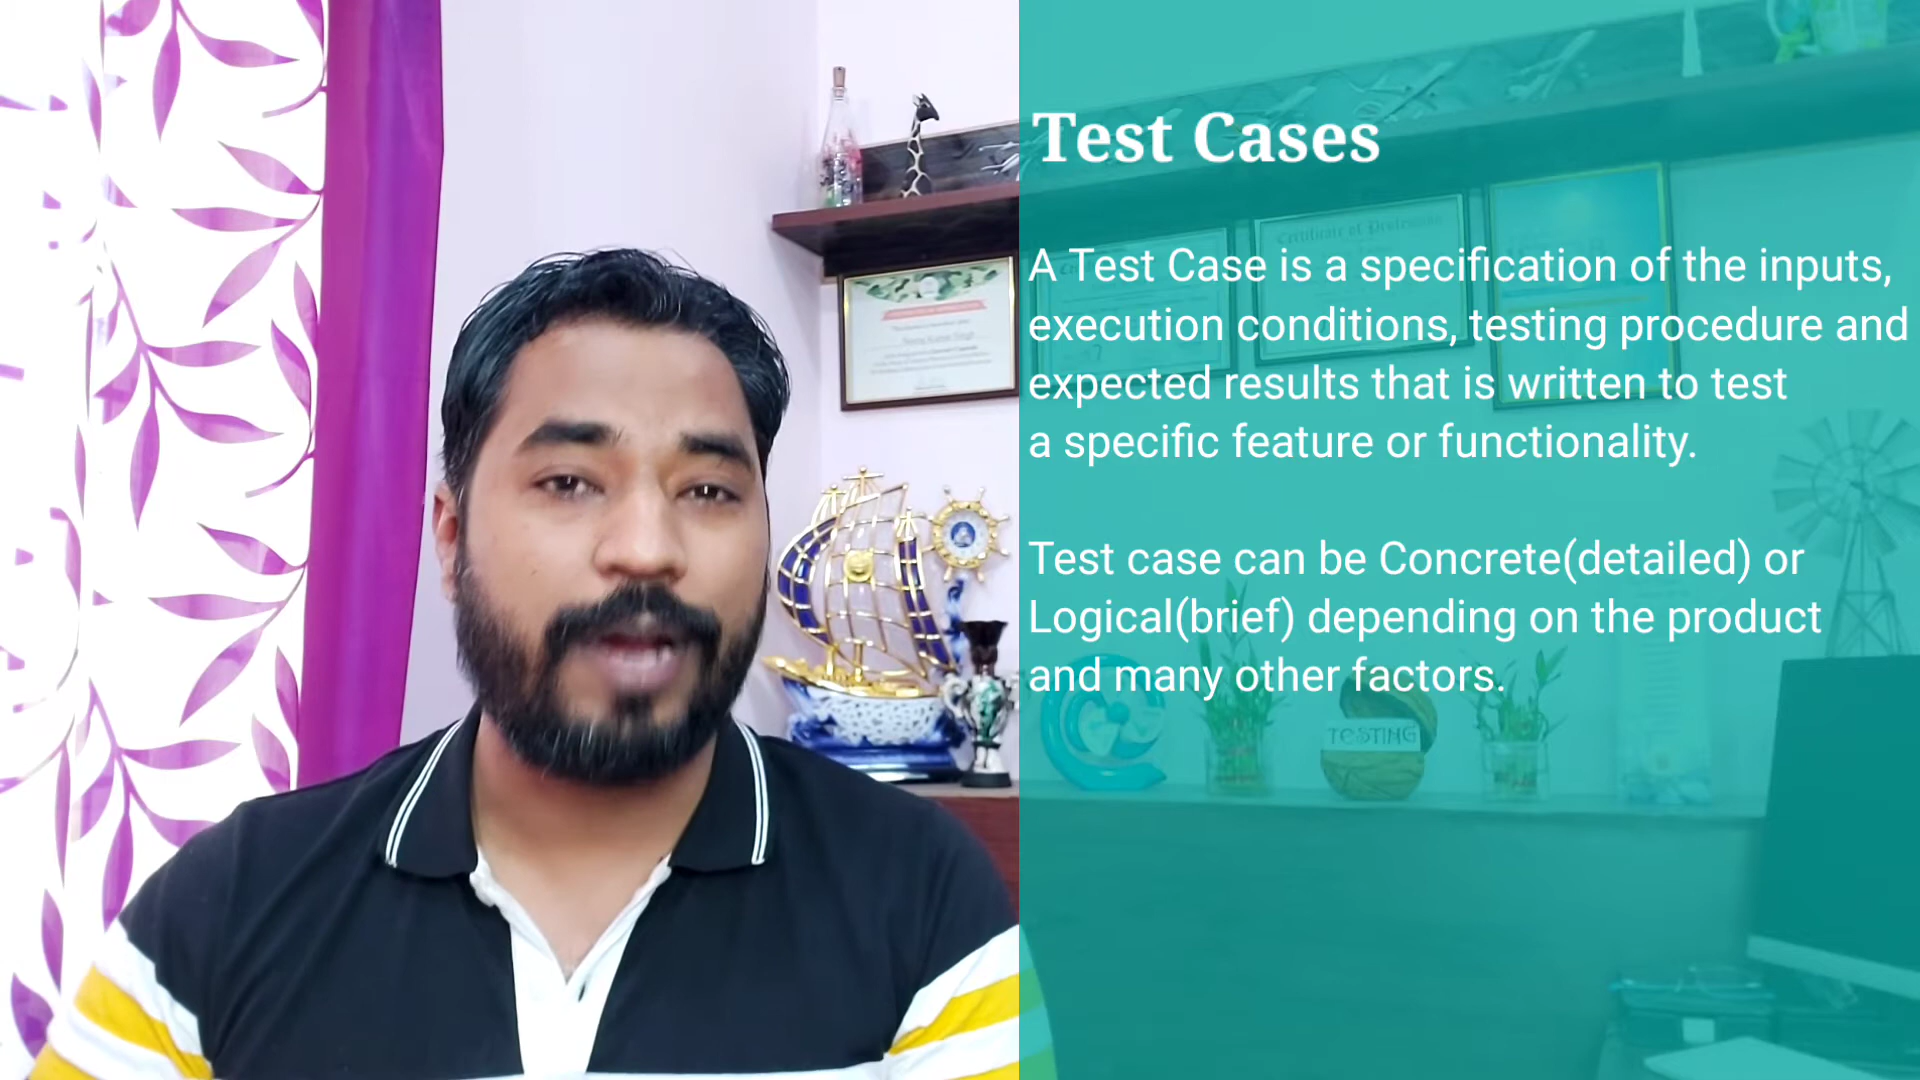 Test Cases
A Test Case is a specification of the inputs,
execution conditions, testing procedure and
expected results that is written to test
a specific feature or functionality.
Test case can be Concrete(detailed) or
Logical(brief) depending on the product
and many other factors.
TESTING